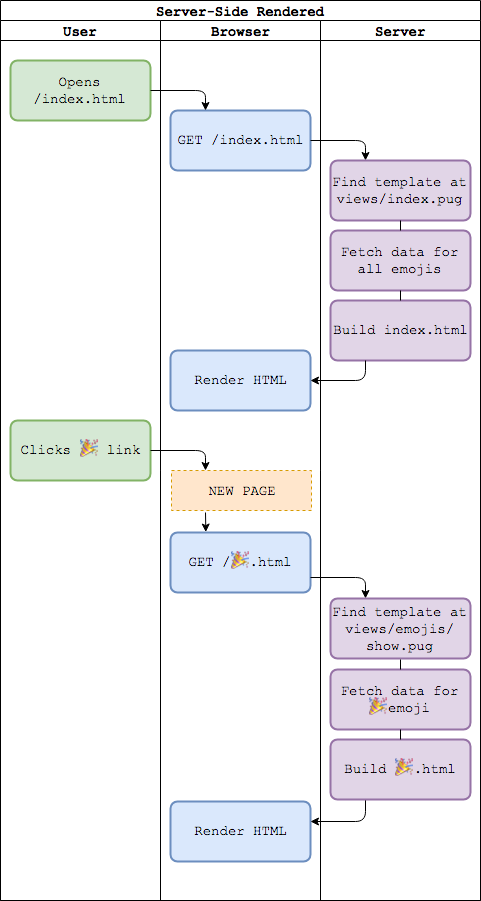 Server-Side Rendered
User
Browser
Server
Opens
/index.html
GET /index.html
Find template at
views/index.pug
Fetch data for
all emojis
Build index.html
Render HTML
Clicks 🎉 link
NEW PAGE
GET /🎉.html
Find template at
views/emojis/
show.pug
Fetch data for
🎉emoji
Build 🎉.html
Render HTML